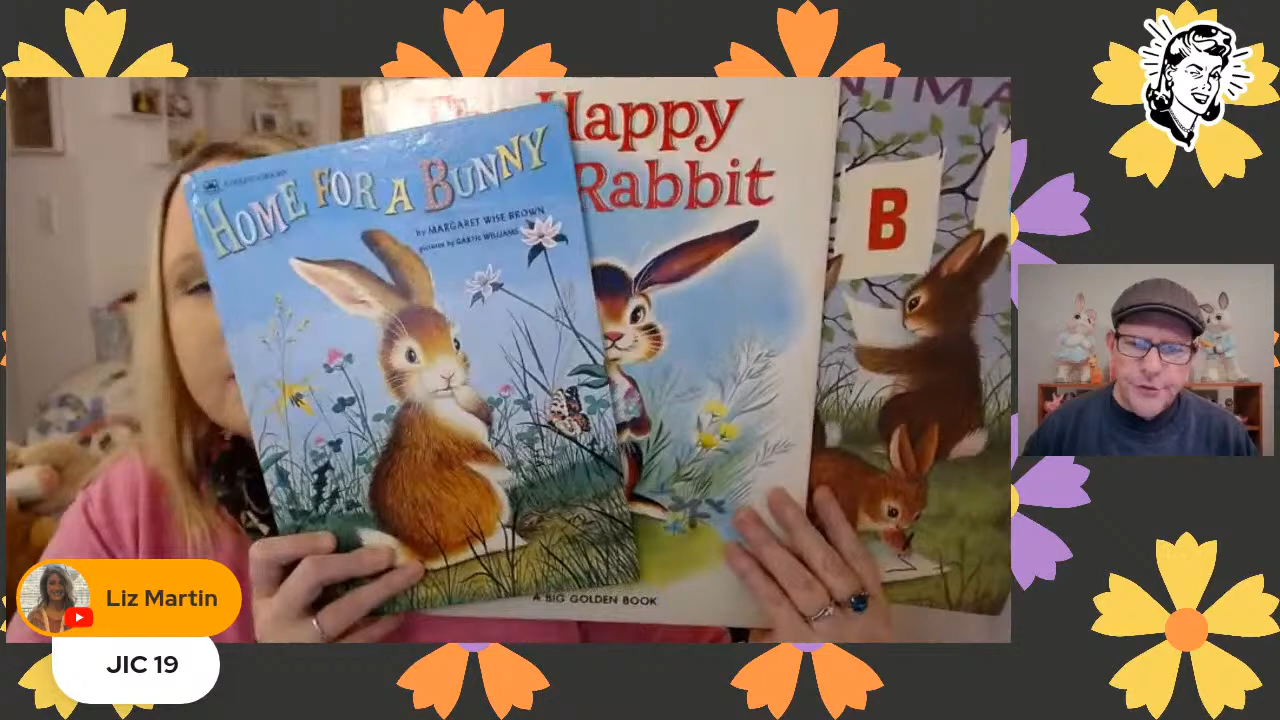 HOME FOR A BUNNY
by MARGARET WISE BROWN
pictures by GARTH WILLIAMS
Happy
Rabbit
A BIG GOLDEN BOOK
NIMA
B
Liz Martin
JIC 19